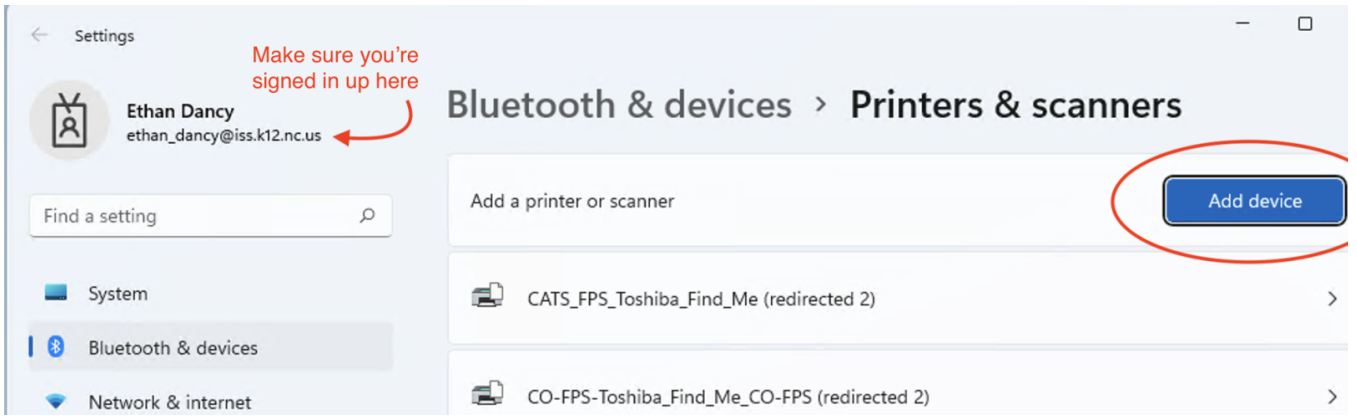 Settings
Make sure you're
signed in up here
Ethan Dancy
ethan_dancy@iss.k12.nc.us
Find a setting
System
Bluetooth & devices
Network & internet
Bluetooth & devices > Printers & scanners
Add a printer or scanner
Add device
CATS_FPS_Toshiba_Find_Me (redirected 2)
CO-FPS-Toshiba_Find_Me_CO-FPS (redirected 2)